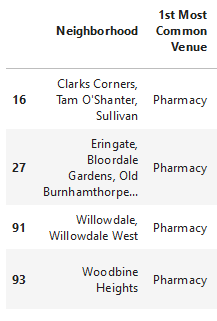 1st Most
Neighborhood Common
Venue
Clarks Corners,
16 Tam O'Shanter, Pharmacy
Sullivan
Eringate,
Bloordale
27 Gardens, Old Pharmacy
Burnhamthorpe...
91 Willowdale, Pharmacy
Willowdale West
93 Woodbine Pharmacy
Heights